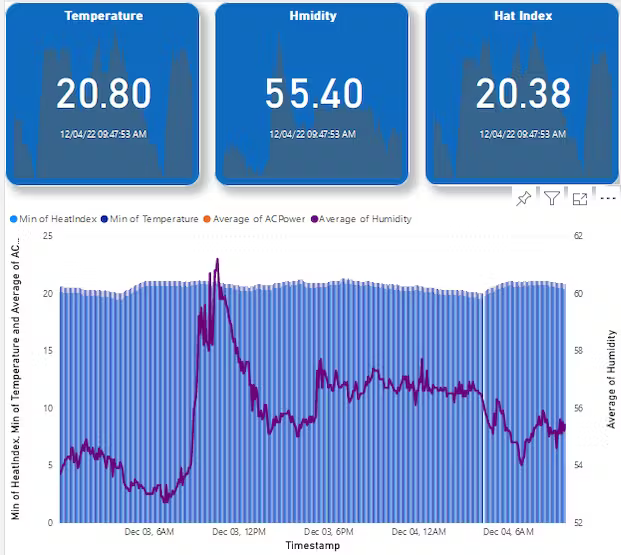 Temperature
Hmidity
Hat Index
20.80
55.40
20.38
12/04/22 09:47:53 AM
12/04/22 09:47:53 AM
12/04/22 09:47:53 AM
Min of HeatIndex Min of Temperature Average of ACPower Average of Humidity
Min of HeatIndex, Min of Temperature and Average of AC...
25
20
15
10
5
0
62
60
58
56
54
52
Average of Humidity
Dec 03, 6AM
Dec 03, 12PM
Dec 03, 6PM
Dec 04, 12AM
Dec 04, 6AM
Timestamp